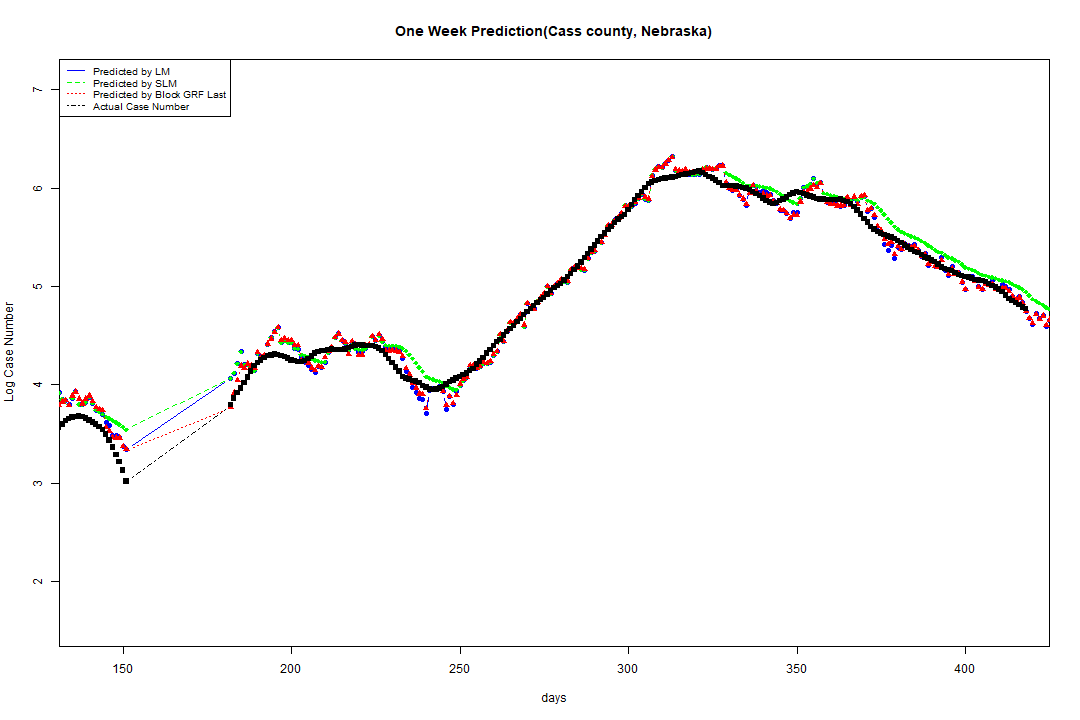 One Week Prediction(Cass county, Nebraska)
Predicted by LM
Predicted by SLM
Predicted by Block GRF Last
Actual Case Number
7
6
5
4
3
2
Log Case Number
150 200 250 300 350 400
days